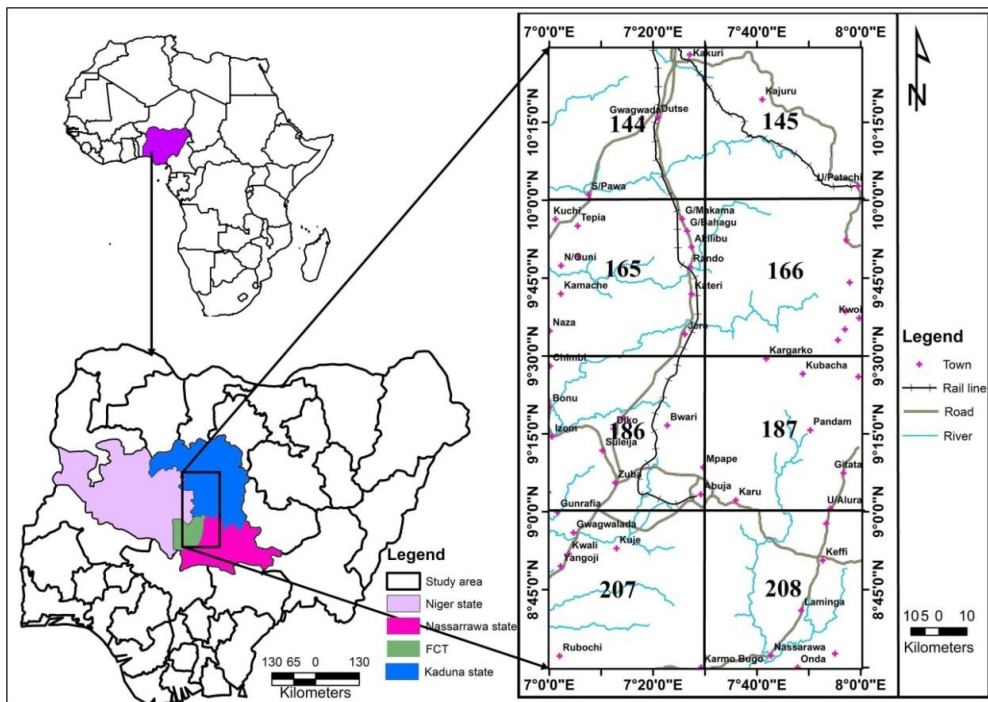 7°0'0"E
7°20'0"E
7°40'0"E
8°0'0"E
Kakuri
Kajuru
Gwagwada
Dutse
144
145
10°15'0"N
10°15'0"N
U/Patachi
S/Pawa
10°0'0"N
10°0'0"N
Kuchi
Tepia
G/Makama
G/Bahagu
Akilibu
N/Guni
Rando
165
166
9°45'0"N
9°45'0"N
Kamache
Kateri
Kwoi
Naza
Jere
Chimbi
Kargarko
9°30'0"N
9°30'0"N
Kubacha
Bonu
Izom
Diko
Bwari
186
187
Pandam
9°15'0"N
9°15'0"N
Suleija
Mpape
Gitata
Zuba
Abuja
Karu
Gunrafia
U/Alura
9°0'0"N
9°0'0"N
Gwagwalada
Kwali
Kuje
Yangoji
Keffi
207
208
8°45'0"N
8°45'0"N
Laminga
Rubochi
Karmo Bugo
Nassarawa
Onda
7°0'0"E
7°20'0"E
7°40'0"E
8°0'0"E
N
Legend
Town
Rail line
Road
River
105 0 10
Kilometers
Legend
Study area
Niger state
Nassarrawa state
FCT
Kaduna state
130 65 0 130
Kilometers